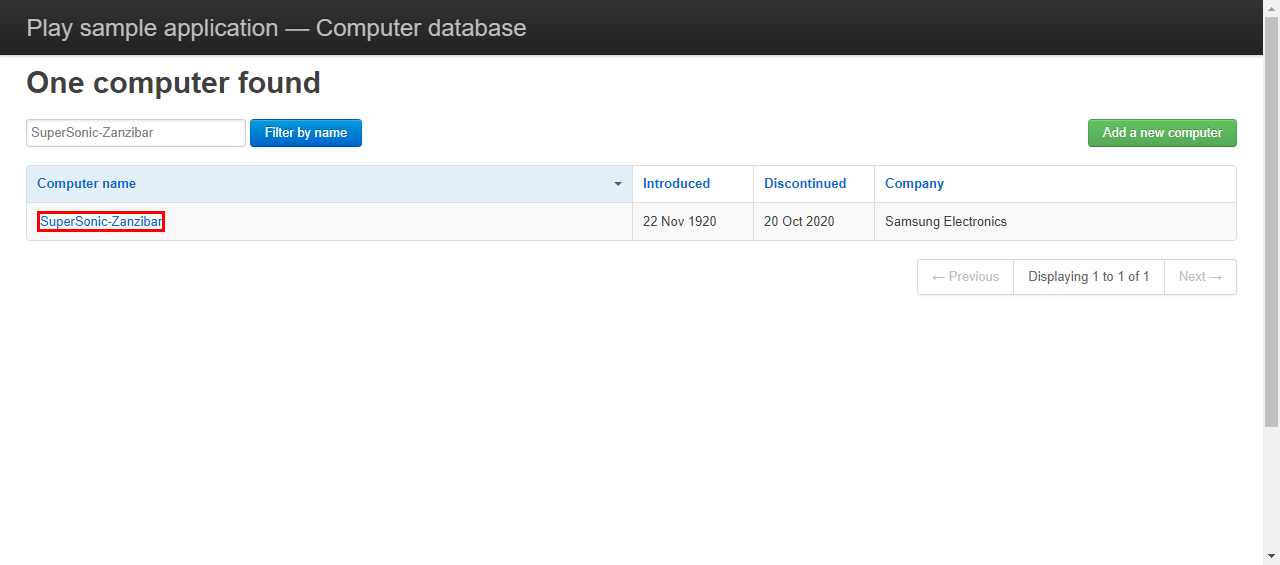 Play sample application — Computer database
One computer found
SuperSonic-Zanzibar Filter by name Add a new computer
Computer name Introduced Discontinued Company
SuperSonic-Zanzibar 22 Nov 1920 20 Oct 2020 Samsung Electronics
← Previous Displaying 1 to 1 of 1 Next →